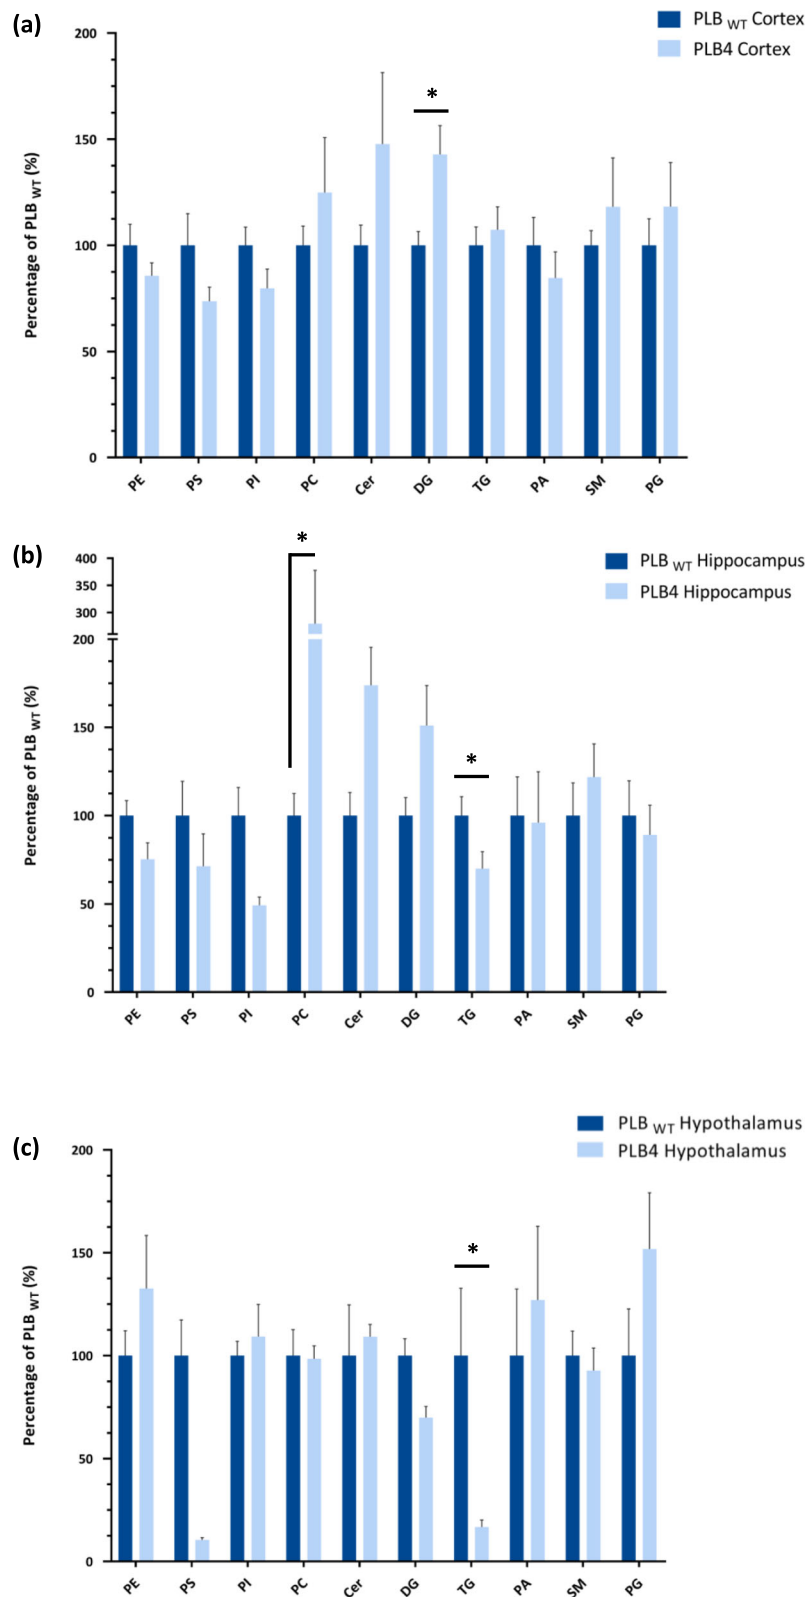 (a)
PLB WT Cortex
PLB4 Cortex
Percentage of PLB WT (%)
200
150
100
50
0
*
PE PS PI PC Cer DG TG PA SM PG
(b)
PLB WT Hippocampus
PLB4 Hippocampus
Percentage of PLB WT (%)
400
350
300
200
150
100
50
0
*
*
PE PS PI PC Cer DG TG PA SM PG
(c)
PLB WT Hypothalamus
PLB4 Hypothalamus
Percentage of PLB WT (%)
200
150
100
50
0
*
PE PS PI PC Cer DG TG PA SM PG